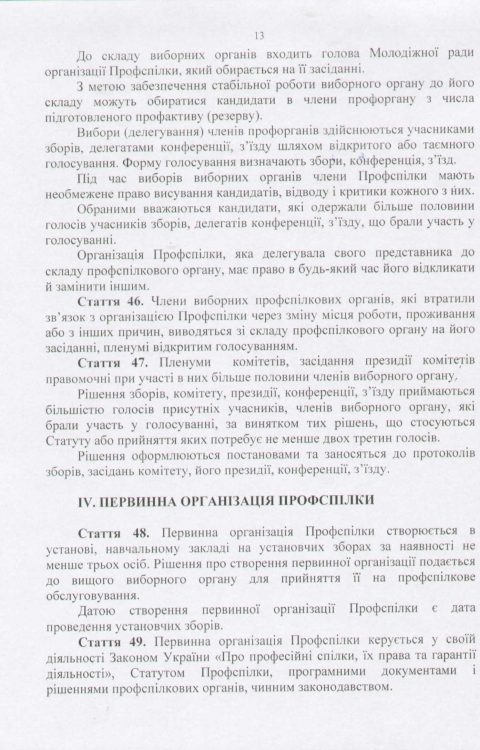 13
До складу виборних органів входить голова Молодіжної ради
організації Профспілки, який обирається на її засіданні.
З метою забезпечення стабільної роботи виборного органу до його
складу можуть обиратися кандидати в члени профоргану з числа
підготовленого профактиву (резерву).
Вибори (делегування) членів профорганів здійснюються учасниками
зборів, делегатами конференції, з’їзду шляхом відкритого або таємного
голосування. Форму голосування визначають збори, конференція, з’їзд.
Під час виборів виборних органів члени Профспілки мають
необмежене право висування кандидатів, відводу і критики кожного з них.
Обраними вважаються кандидати, які одержали більше половини
голосів учасників зборів, делегатів конференції, з’їзду, що брали участь у
голосуванні.
Організація Профспілки, яка делегувала свого представника до
складу профспілкового органу, має право в будь-який час його відкликати
й замінити іншим.
Стаття 46. Члени виборних профспілкових органів, які втратили
зв’язок з організацією Профспілки через зміну місця роботи, проживання
або з інших причин, виводяться зі складу профспілкового органу на його
засіданні, пленумі відкритим голосуванням.
Стаття 47. Пленуми комітетів, засідання президії комітетів
правомочні при участі в них більше половини членів виборного органу.
Рішення зборів, комітету, президії, конференції, з’їзду приймаються
більшістю голосів присутніх учасників, членів виборного органу, які
брали участь у голосуванні, за винятком тих рішень, що стосуються
Статуту або прийняття яких потребує не менше двох третин голосів.
Рішення оформлюються постановами та заносяться до протоколів
зборів, засідань комітету, його президії, конференції, з’їзду.
IV. ПЕРВИННА ОРГАНІЗАЦІЯ ПРОФСПІЛКИ
Стаття 48. Первинна організація Профспілки створюється в
установі, навчальному закладі на установчих зборах за наявності не
менше трьох осіб. Рішення про створення первинної організації подається
до вищого виборного органу для прийняття її на профспілкове
обслуговування.
Датою створення первинної організації Профспілки є дата
проведення установчих зборів.
Стаття 49. Первинна організація Профспілки керується у своїй
діяльності Законом України «Про професійні спілки, їх права та гарантії
діяльності», Статутом Профспілки, програмними документами і
рішеннями профспілкових органів, чинним законодавством.